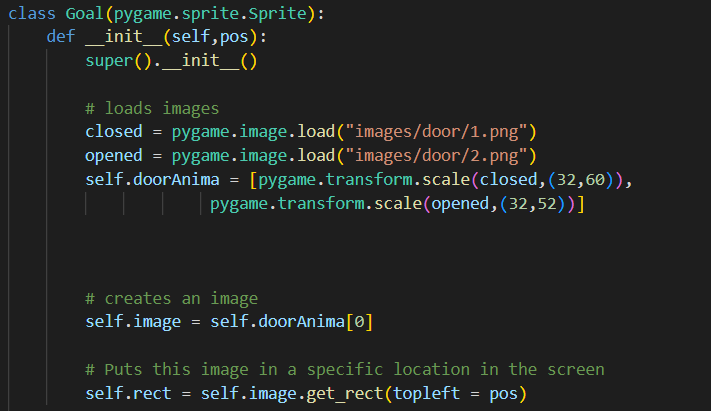 class Goal(pygame.sprite.Sprite):
    def __init__(self,pos):
        super().__init__()
        # loads images
        closed = pygame.image.load("images/door/1.png")
        opened = pygame.image.load("images/door/2.png")
        self.doorAnima = [pygame.transform.scale(closed,(32,60)),
                    pygame.transform.scale(opened,(32,52))]
        # creates an image
        self.image = self.doorAnima[0]
        # Puts this image in a specific location in the screen
        self.rect = self.image.get_rect(topleft = pos)